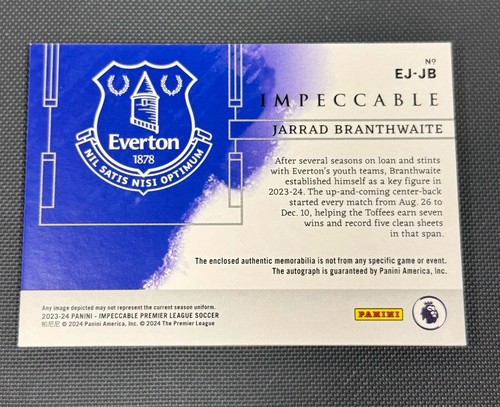 Nº
EJ-JB
IMPECCABLE
JARRAD BRANTHWAITE
Everton
1878
NIL SATIS NISI OPTIMUM
After several seasons on loan and stints
with Everton's youth teams, Branthwaite
established himself as a key figure in
2023-24. The up-and-coming center-back
started every match from Aug. 26 to
Dec. 10, helping the Toffees earn seven
wins and record five clean sheets
in that span.
The enclosed authentic memorabilia is not from any specific game or event.
The autograph is guaranteed by Panini America, Inc.
Any image depicted may not represent the current season uniform.
2023-24 PANINI - IMPECCABLE PREMIER LEAGUE SOCCER
帕尼尼 © 2024 Panini America, Inc. © 2024 The Premier League
PANINI